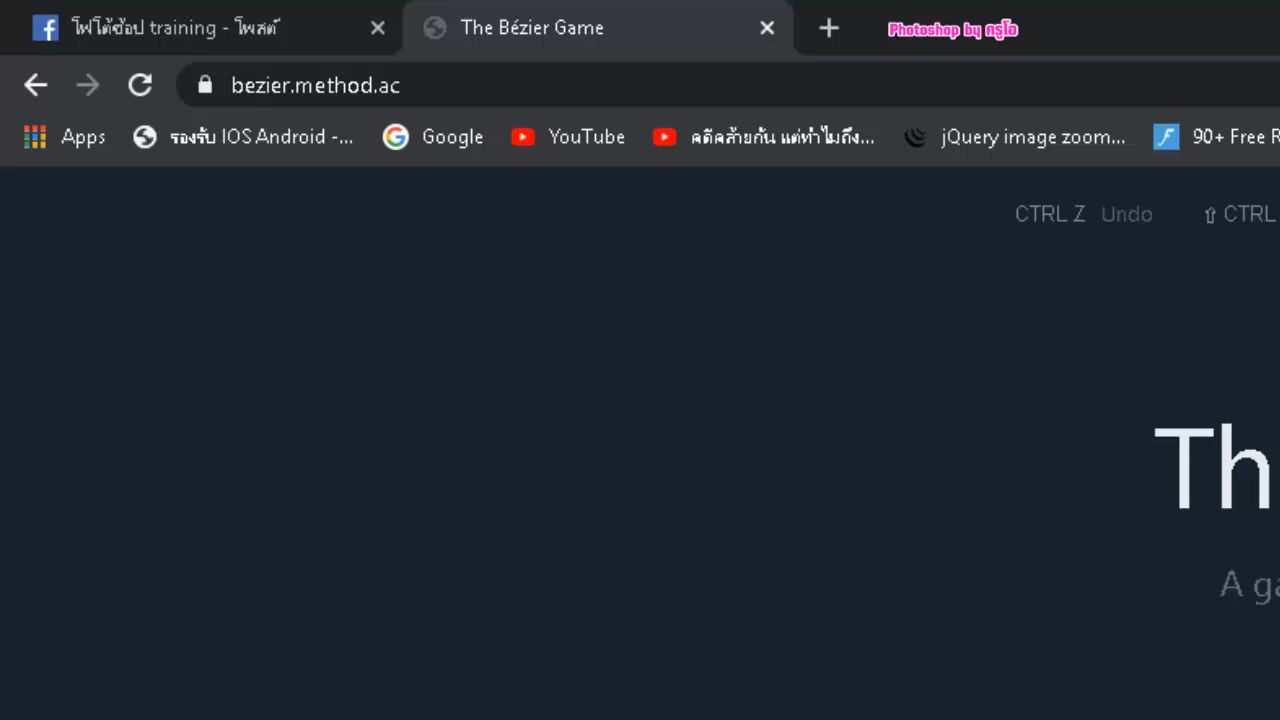 โฟโต้ช้อป training - โพสต์
The Bézier Game
Photoshop by ครูโอ
bezier.method.ac
Apps
รองรับ IOS Android -...
Google
YouTube
คดีคล้ายกัน แต่ทำไมถึง...
jQuery image zoom...
90+ Free R
CTRL Z Undo
⇧ CTRL
Th
A ga